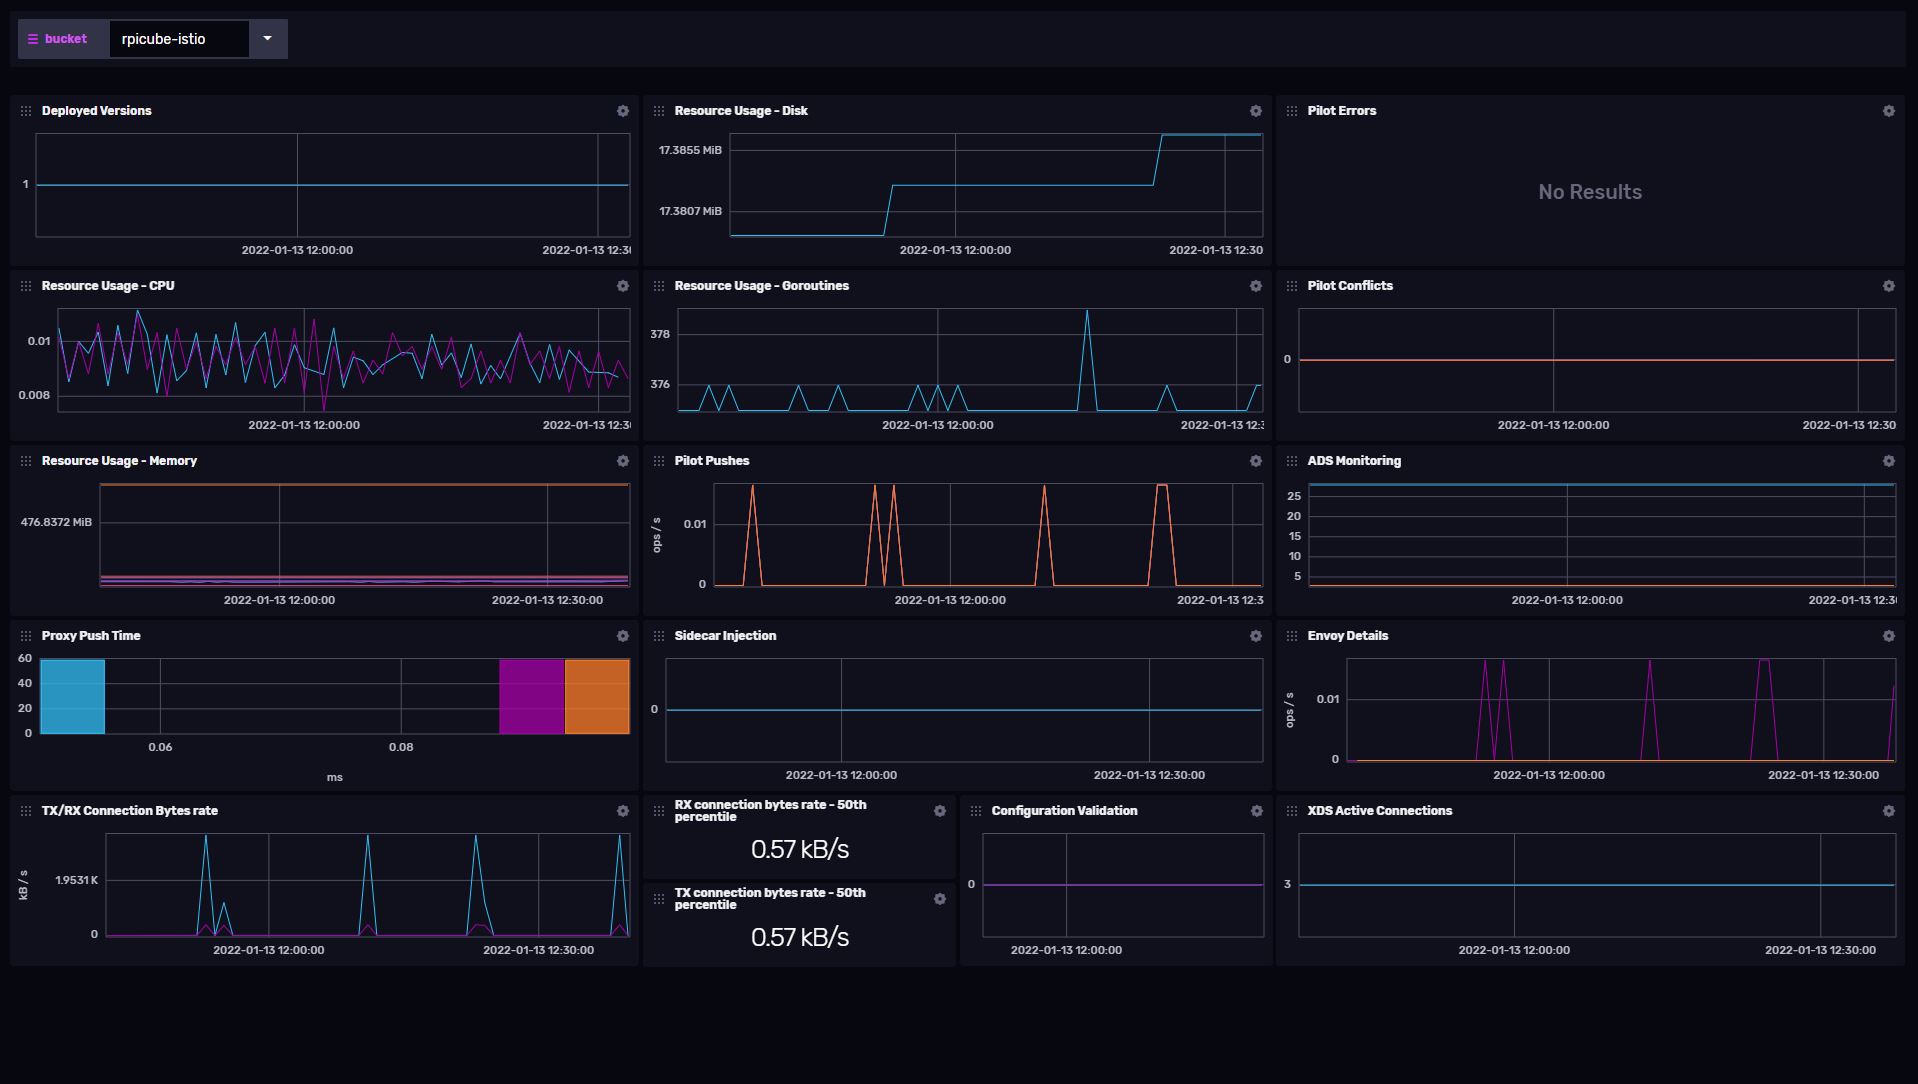 bucket rpicube-istio
Deployed Versions
1
2022-01-13 12:00:00 2022-01-13 12:3
Resource Usage - Disk
17.3855 MiB
17.3807 MiB
2022-01-13 12:00:00 2022-01-13 12:30
Pilot Errors
No Results
Resource Usage - CPU
0.01
0.008
2022-01-13 12:00:00 2022-01-13 12:3
Resource Usage - Goroutines
378
376
2022-01-13 12:00:00 2022-01-13 12:3
Pilot Conflicts
0
2022-01-13 12:00:00 2022-01-13 12:30
Resource Usage - Memory
476.8372 MiB
2022-01-13 12:00:00 2022-01-13 12:30:00
Pilot Pushes
ops / s
0.01
0
2022-01-13 12:00:00 2022-01-13 12:3
ADS Monitoring
25
20
15
10
5
2022-01-13 12:00:00 2022-01-13 12:3
Proxy Push Time
60
40
20
0
0.06 0.08
ms
Sidecar Injection
0
2022-01-13 12:00:00 2022-01-13 12:30:00
Envoy Details
ops / s
0.01
0
2022-01-13 12:00:00 2022-01-13 12:30:00
TX/RX Connection Bytes rate
kB / s
1.9531 K
0
2022-01-13 12:00:00 2022-01-13 12:30:00
RX connection bytes rate - 50th
percentile
0.57 kB/s
TX connection bytes rate - 50th
percentile
0.57 kB/s
Configuration Validation
0
2022-01-13 12:00:00
XDS Active Connections
3
2022-01-13 12:00:00 2022-01-13 12:30:00